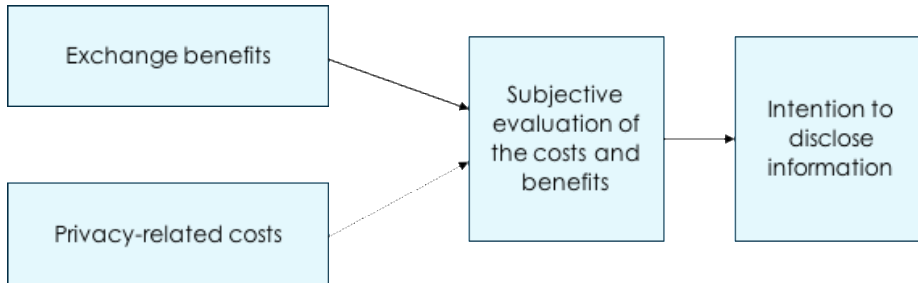 Exchange benefits
Privacy-related costs
Subjective
evaluation of
the costs and
benefits
Intention to
disclose
information